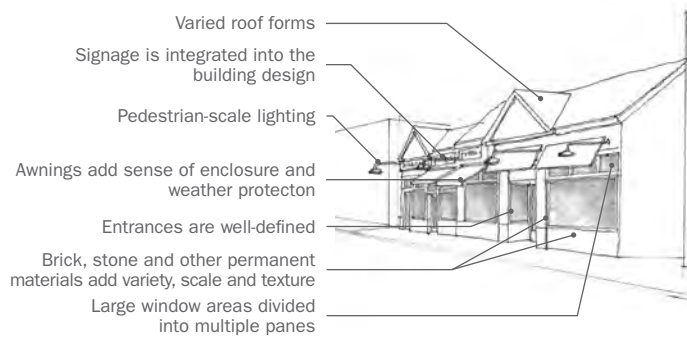 Varied roof forms
Signage is integrated into the
building design
Pedestrian-scale lighting
Awnings add sense of enclosure and
weather protecton
Entrances are well-defined
Brick, stone and other permanent
materials add variety, scale and texture
Large window areas divided
into multiple panes